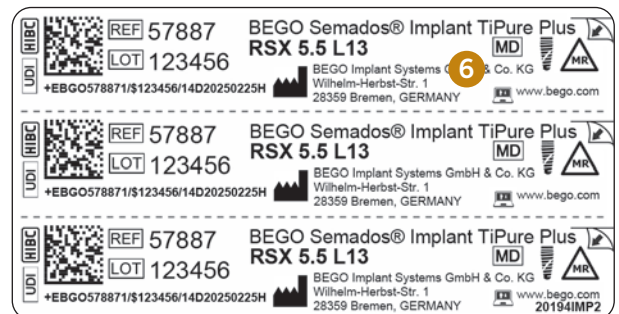 HIBC
UDI
REF 57887
LOT 123456
+EBGO578871/$123456/14D20250225H
BEGO Semados® Implant TiPure Plus
RSX 5.5 L13
MD
MR
BEGO Implant Systems G 6 & Co. KG
Wilhelm-Herbst-Str. 1
28359 Bremen, GERMANY
www.bego.com
HIBC
UDI
REF 57887
LOT 123456
+EBGO578871/$123456/14D20250225H
BEGO Semados® Implant TiPure Plus
RSX 5.5 L13
MD
MR
BEGO Implant Systems GmbH & Co. KG
Wilhelm-Herbst-Str. 1
28359 Bremen, GERMANY
www.bego.com
HIBC
UDI
REF 57887
LOT 123456
+EBGO578871/$123456/14D20250225H
BEGO Semados® Implant TiPure Plus
RSX 5.5 L13
MD
MR
BEGO Implant Systems GmbH & Co. KG
Wilhelm-Herbst-Str. 1
28359 Bremen, GERMANY
www.bego.com
20194IMP2